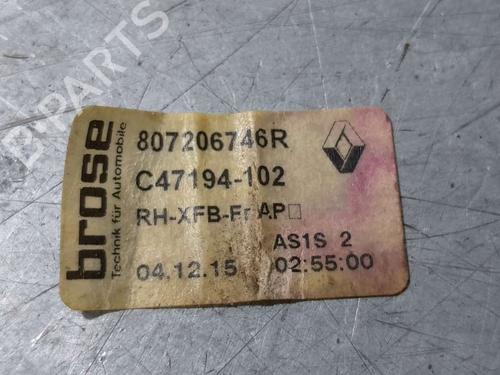 brose
Technik für Automobile
807206746R
C47194-102
RH-XFB-Fr AP□
AS1S 2
04.12.15 02:55:00
B-PARTS